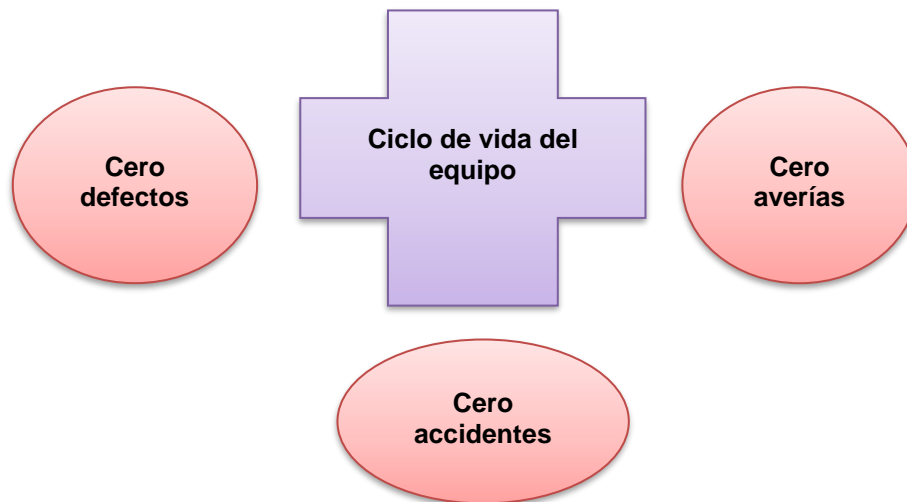 Ciclo de vida del
equipo
Cero
defectos
Cero
averías
Cero
accidentes